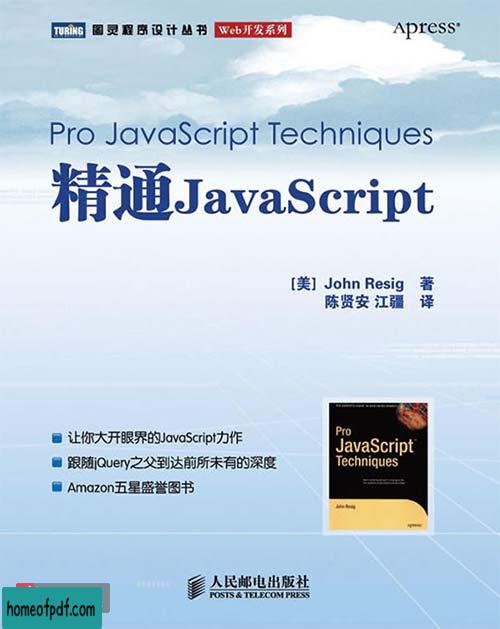 TURING 图灵程序设计丛书 Web开发系列 Apress®
Pro JavaScript Techniques
精通JavaScript
[美] John Resig 著
陈贤安 江疆 译
Pro
JavaScript™
Techniques
John Resig
Apress
让你大开眼界的JavaScript力作
跟随jQuery之父到达前所未有的深度
Amazon五星盛誉图书
人民邮电出版社
POSTS & TELECOM PRESS
homeofpdf.com